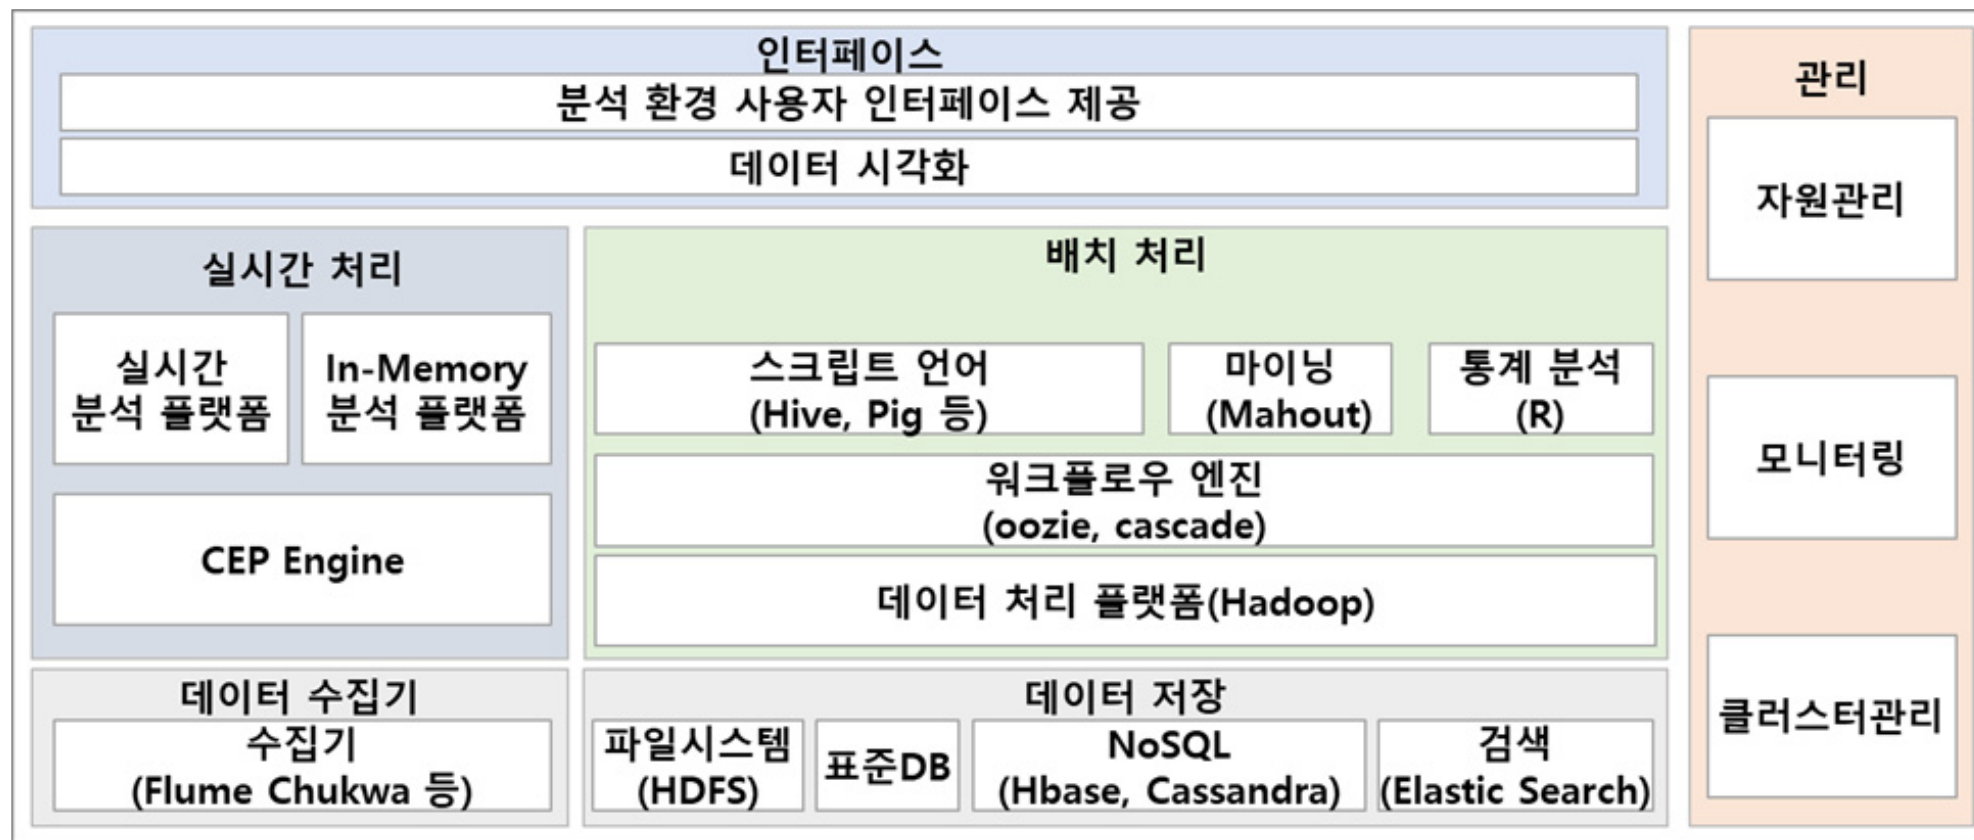 인터페이스
분석 환경 사용자 인터페이스 제공
데이터 시각화
실시간 처리
실시간
분석 플랫폼
In-Memory
분석 플랫폼
CEP Engine
배치 처리
스크립트 언어
(Hive, Pig 등)
마이닝
(Mahout)
통계 분석
(R)
워크플로우 엔진
(oozie, cascade)
데이터 처리 플랫폼(Hadoop)
데이터 수집기
수집기
(Flume Chukwa 등)
데이터 저장
파일시스템
(HDFS)
표준DB
NoSQL
(Hbase, Cassandra)
검색
(Elastic Search)
관리
자원관리
모니터링
클러스터관리